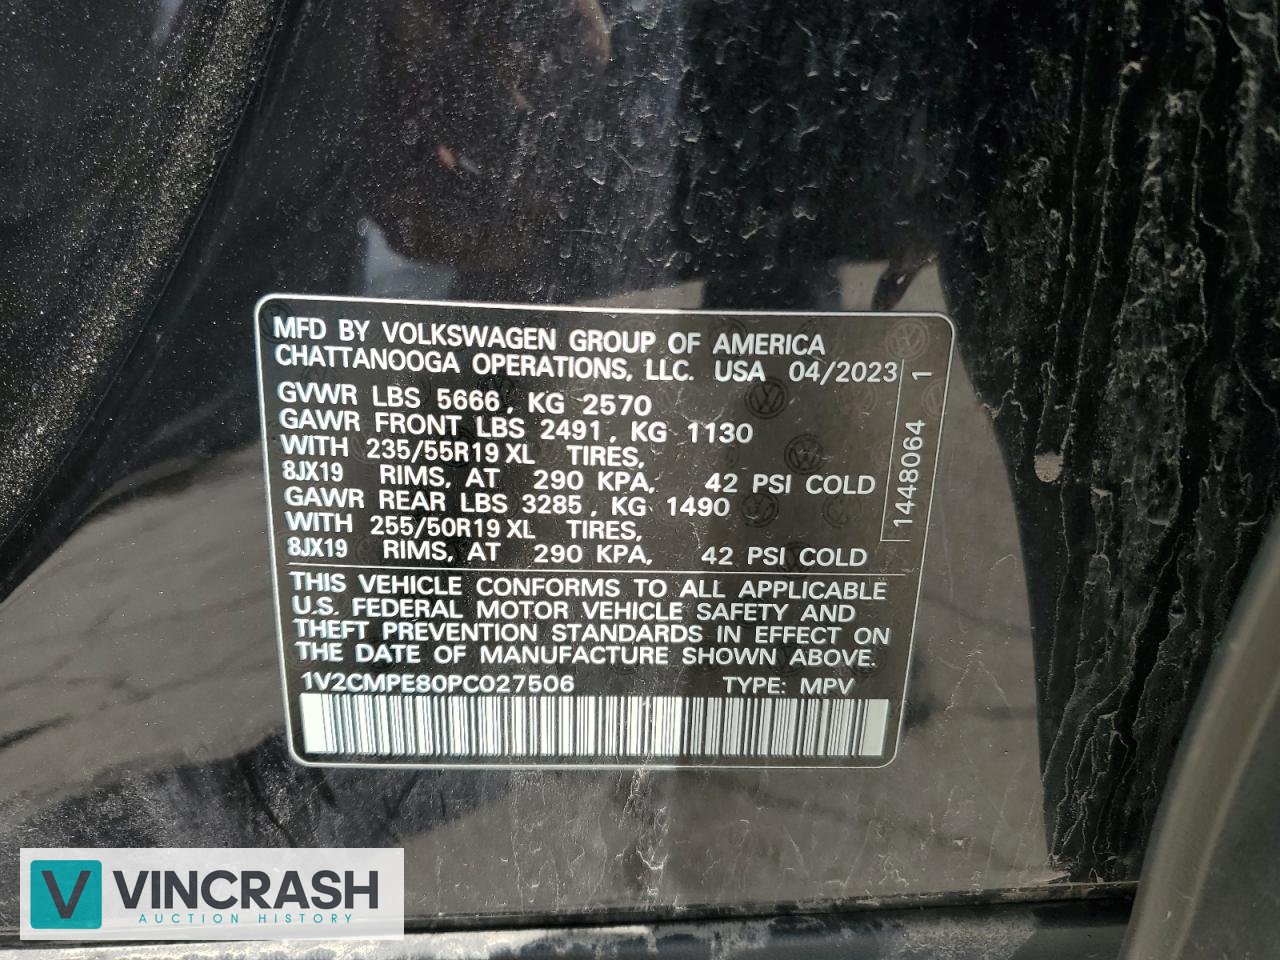 MFD BY VOLKSWAGEN GROUP OF AMERICA
CHATTANOOGA OPERATIONS, LLC. USA 04/2023
GVWR LBS 5666, KG 2570
GAWR FRONT LBS 2491, KG 1130
WITH 235/55R19 XL TIRES,
8JX19 RIMS, AT 290 KPA, 42 PSI COLD
GAWR REAR LBS 3285, KG 1490
WITH 255/50R19 XL TIRES,
8JX19 RIMS, AT 290 KPA, 42 PSI COLD
THIS VEHICLE CONFORMS TO ALL APPLICABLE
U.S. FEDERAL MOTOR VEHICLE SAFETY AND
THEFT PREVENTION STANDARDS IN EFFECT ON
THE DATE OF MANUFACTURE SHOWN ABOVE.
1V2CMPE80PC027506 TYPE: MPV
1448064 1
V VINCRASH
AUCTION HISTORY